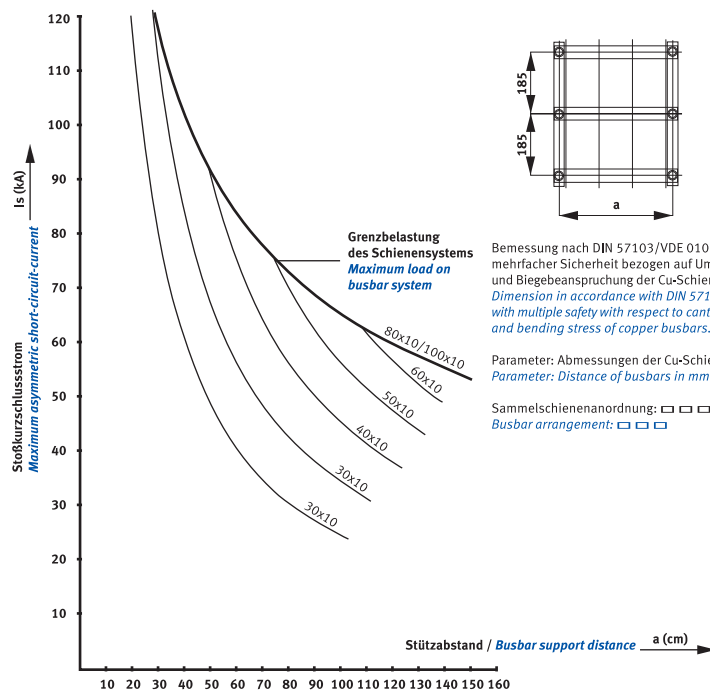 120
110
100
90
80
70
60
50
40
30
20
10
Is (kA)
Stoßkurzschlussstrom
Maximum asymmetric short-circuit-current
Grenzbelastung
des Schienensystems
Maximum load on
busbar system
80x10/100x10
60x10
50x10
40x10
30x10
30x10
185
185
a
Bemessung nach DIN 57103/VDE 010
mehrfacher Sicherheit bezogen auf Um
und Biegebeanspruchung der Cu-Schien
Dimension in accordance with DIN 571
with multiple safety with respect to cant
and bending stress of copper busbars.
Parameter: Abmessungen der Cu-Schie
Parameter: Distance of busbars in mm
Sammelschienenanordnung:
Busbar arrangement:
Stützabstand / Busbar support distance a (cm)
10 20 30 40 50 60 70 80 90 100 110 120 130 140 150 160